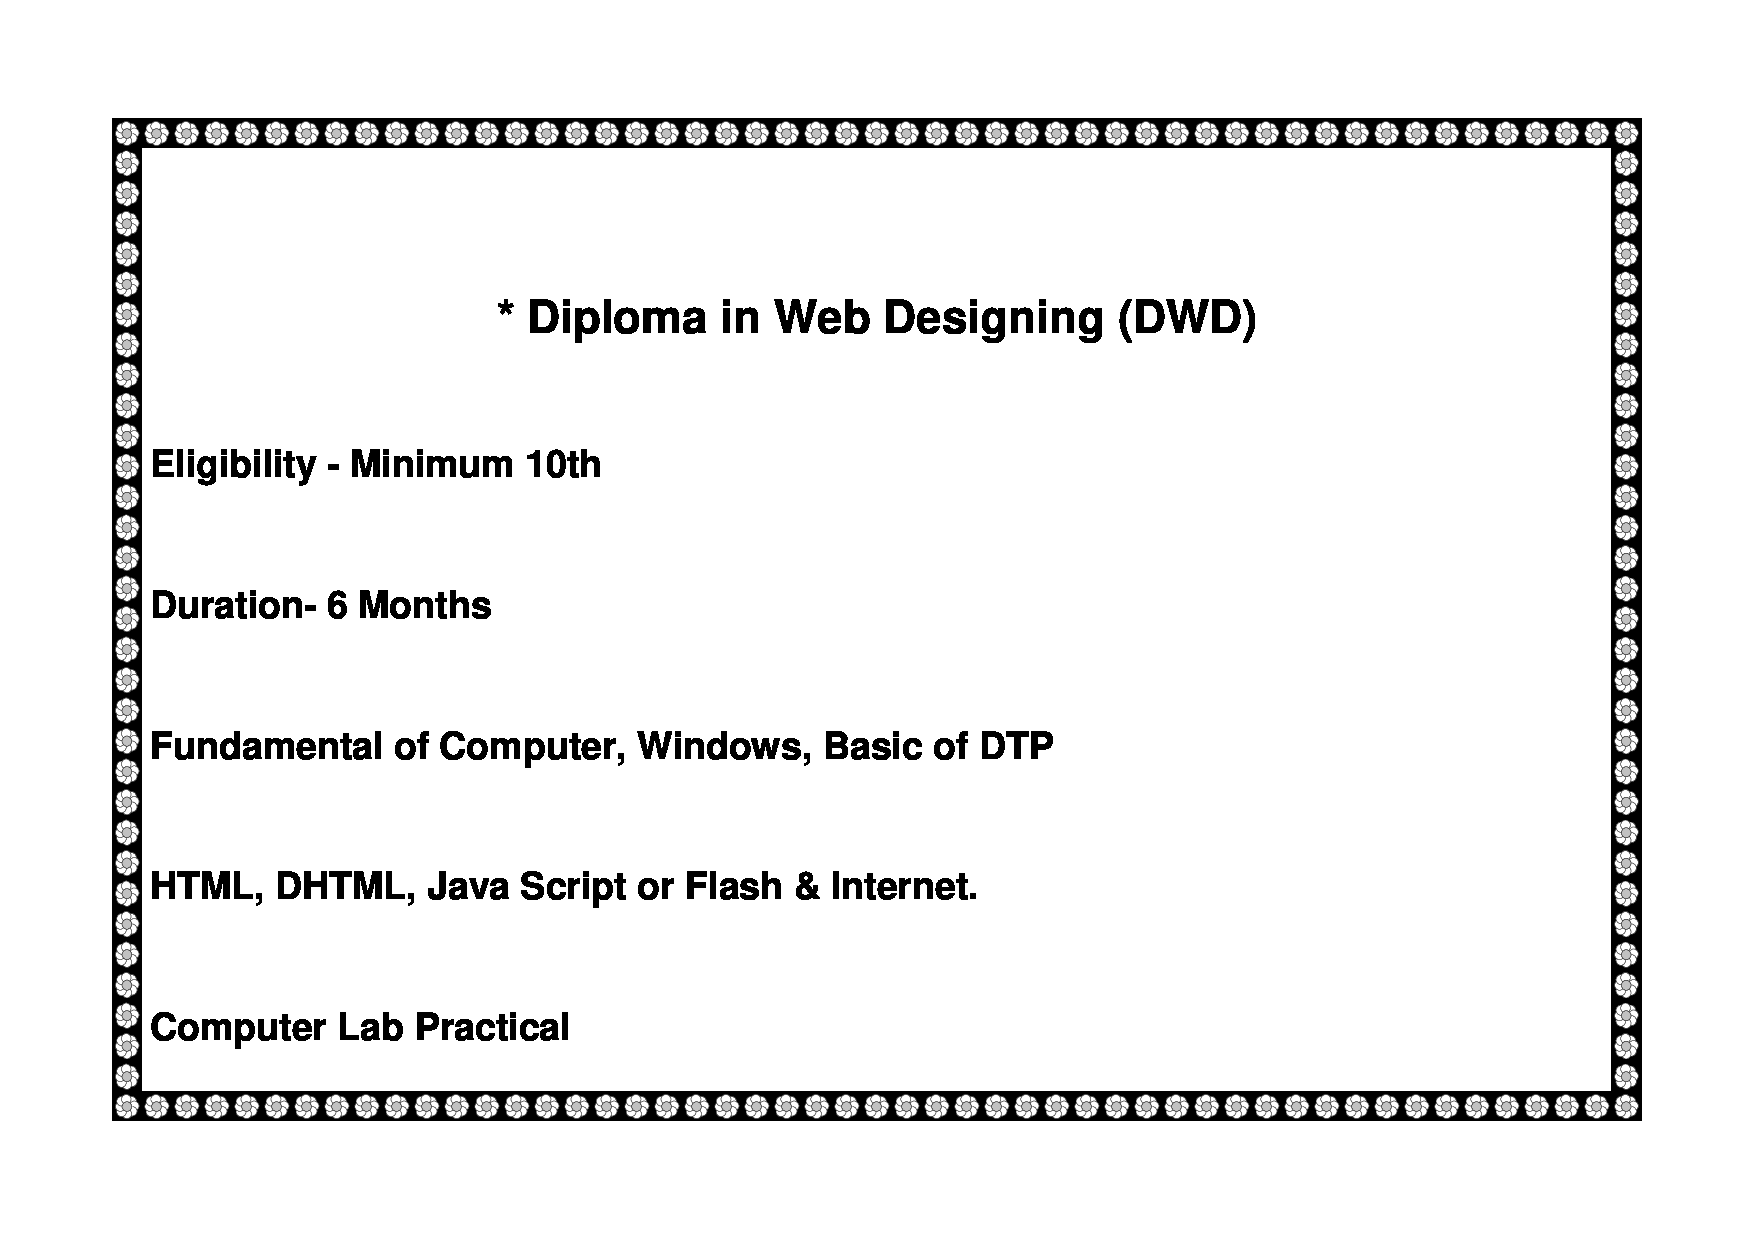 * Diploma in Web Designing (DWD)
Eligibility - Minimum 10th
Duration- 6 Months
Fundamental of Computer, Windows, Basic of DTP
HTML, DHTML, Java Script or Flash & Internet.
Computer Lab Practical